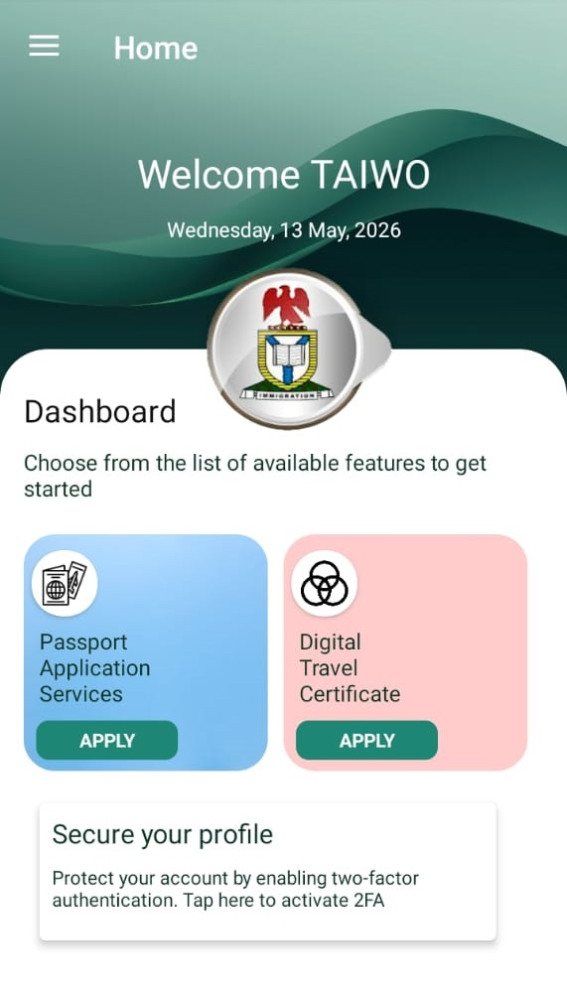 Home
Welcome TAIWO
Wednesday, 13 May, 2026
IMMIGRATION
Dashboard
Choose from the list of available features to get
started
Passport
Application
Services
APPLY
Digital
Travel
Certificate
APPLY
Secure your profile
Protect your account by enabling two-factor
authentication. Tap here to activate 2FA